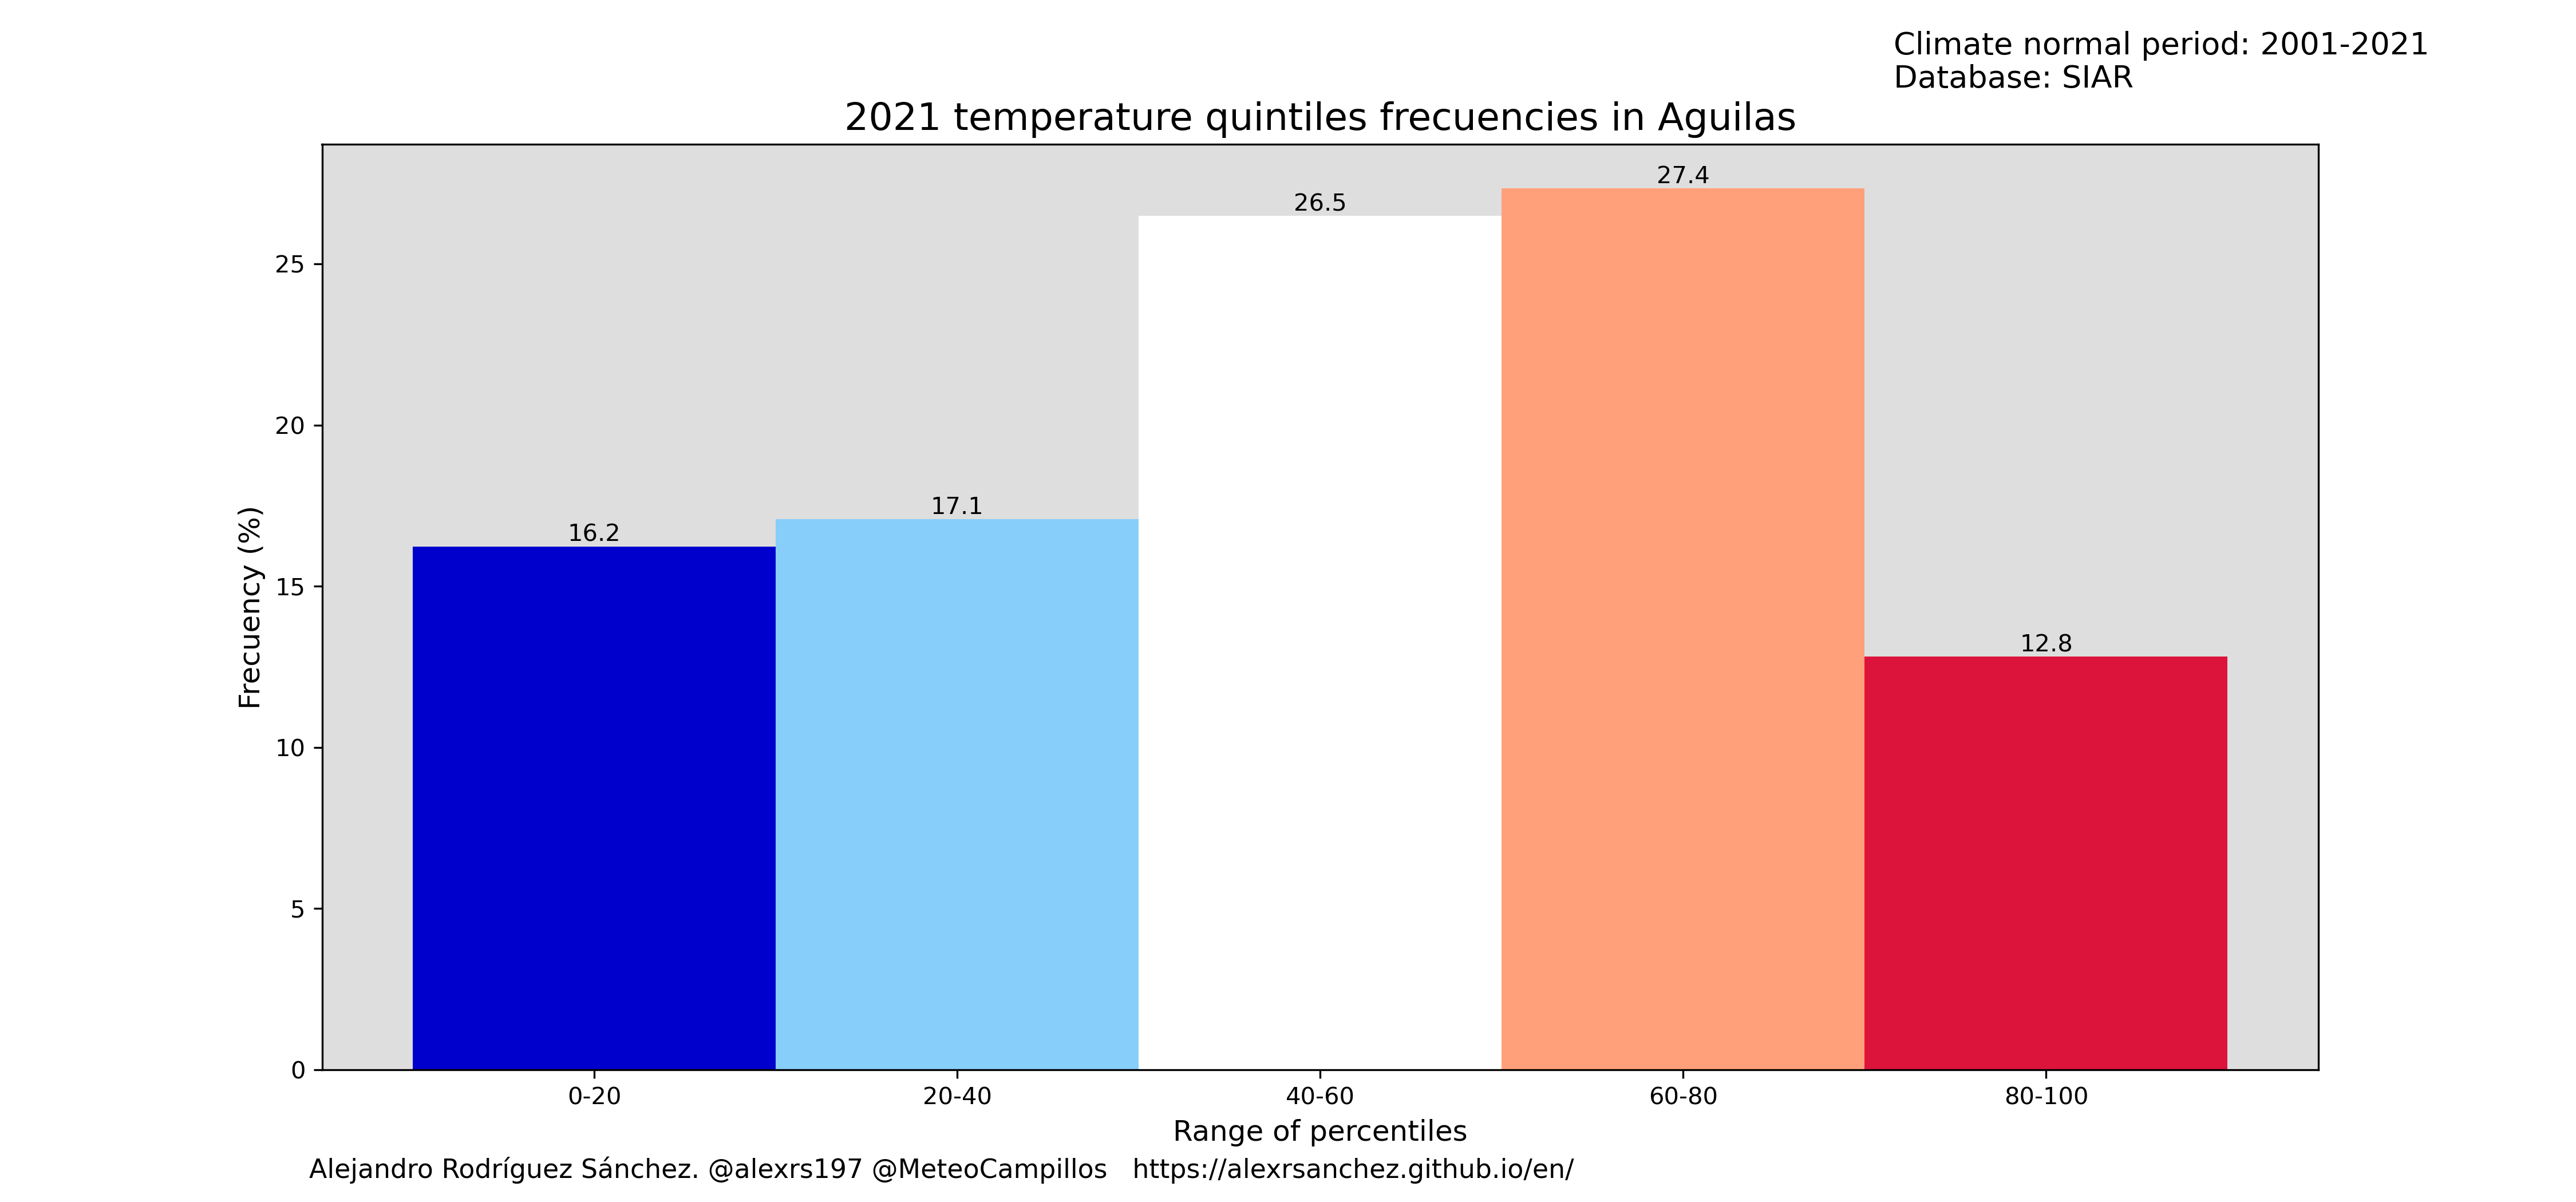 Climate normal period: 2001-2021
Database: SIAR
2021 temperature quintiles frecuencies in Aguilas
27.4
26.5
25
20
17.1
16.2
Frecuency (%)
15
12.8
10
5
0
0-20 20-40 40-60 60-80 80-100
Range of percentiles
Alejandro Rodríguez Sánchez. @alexrs197 @MeteoCampillos https://alexrsanchez.github.io/en/